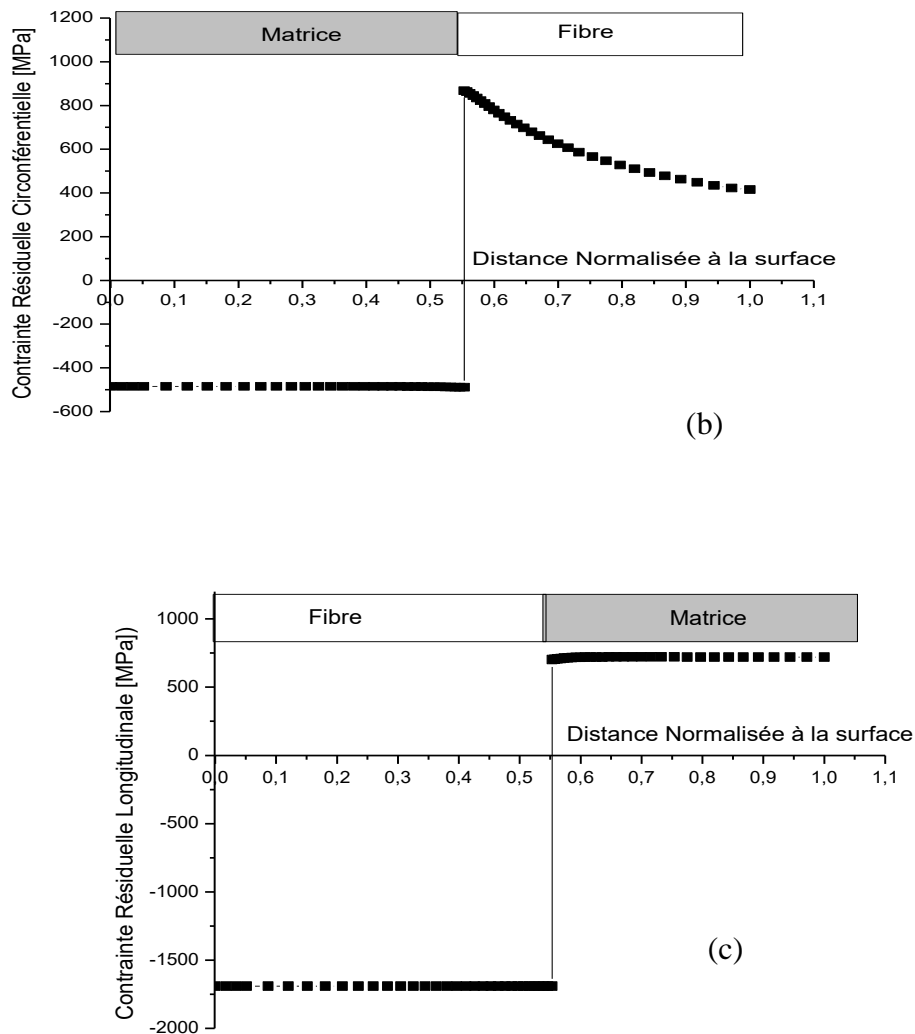 Contrainte Résiduelle Circonférentielle [MPa]
Matrice
Fibre
1200
1000
800
600
400
200
0
-200
-400
-600
Distance Normalisée à la surface
0,0 0,1 0,2 0,3 0,4 0,5 0,6 0,7 0,8 0,9 1,0 1,1
(b)
Contrainte Résiduelle Longitudinale [MPa])
Fibre
Matrice
1000
500
0
-500
-1000
-1500
-2000
Distance Normalisée à la surface
0,0 0,1 0,2 0,3 0,4 0,5 0,6 0,7 0,8 0,9 1,0 1,1
(c)